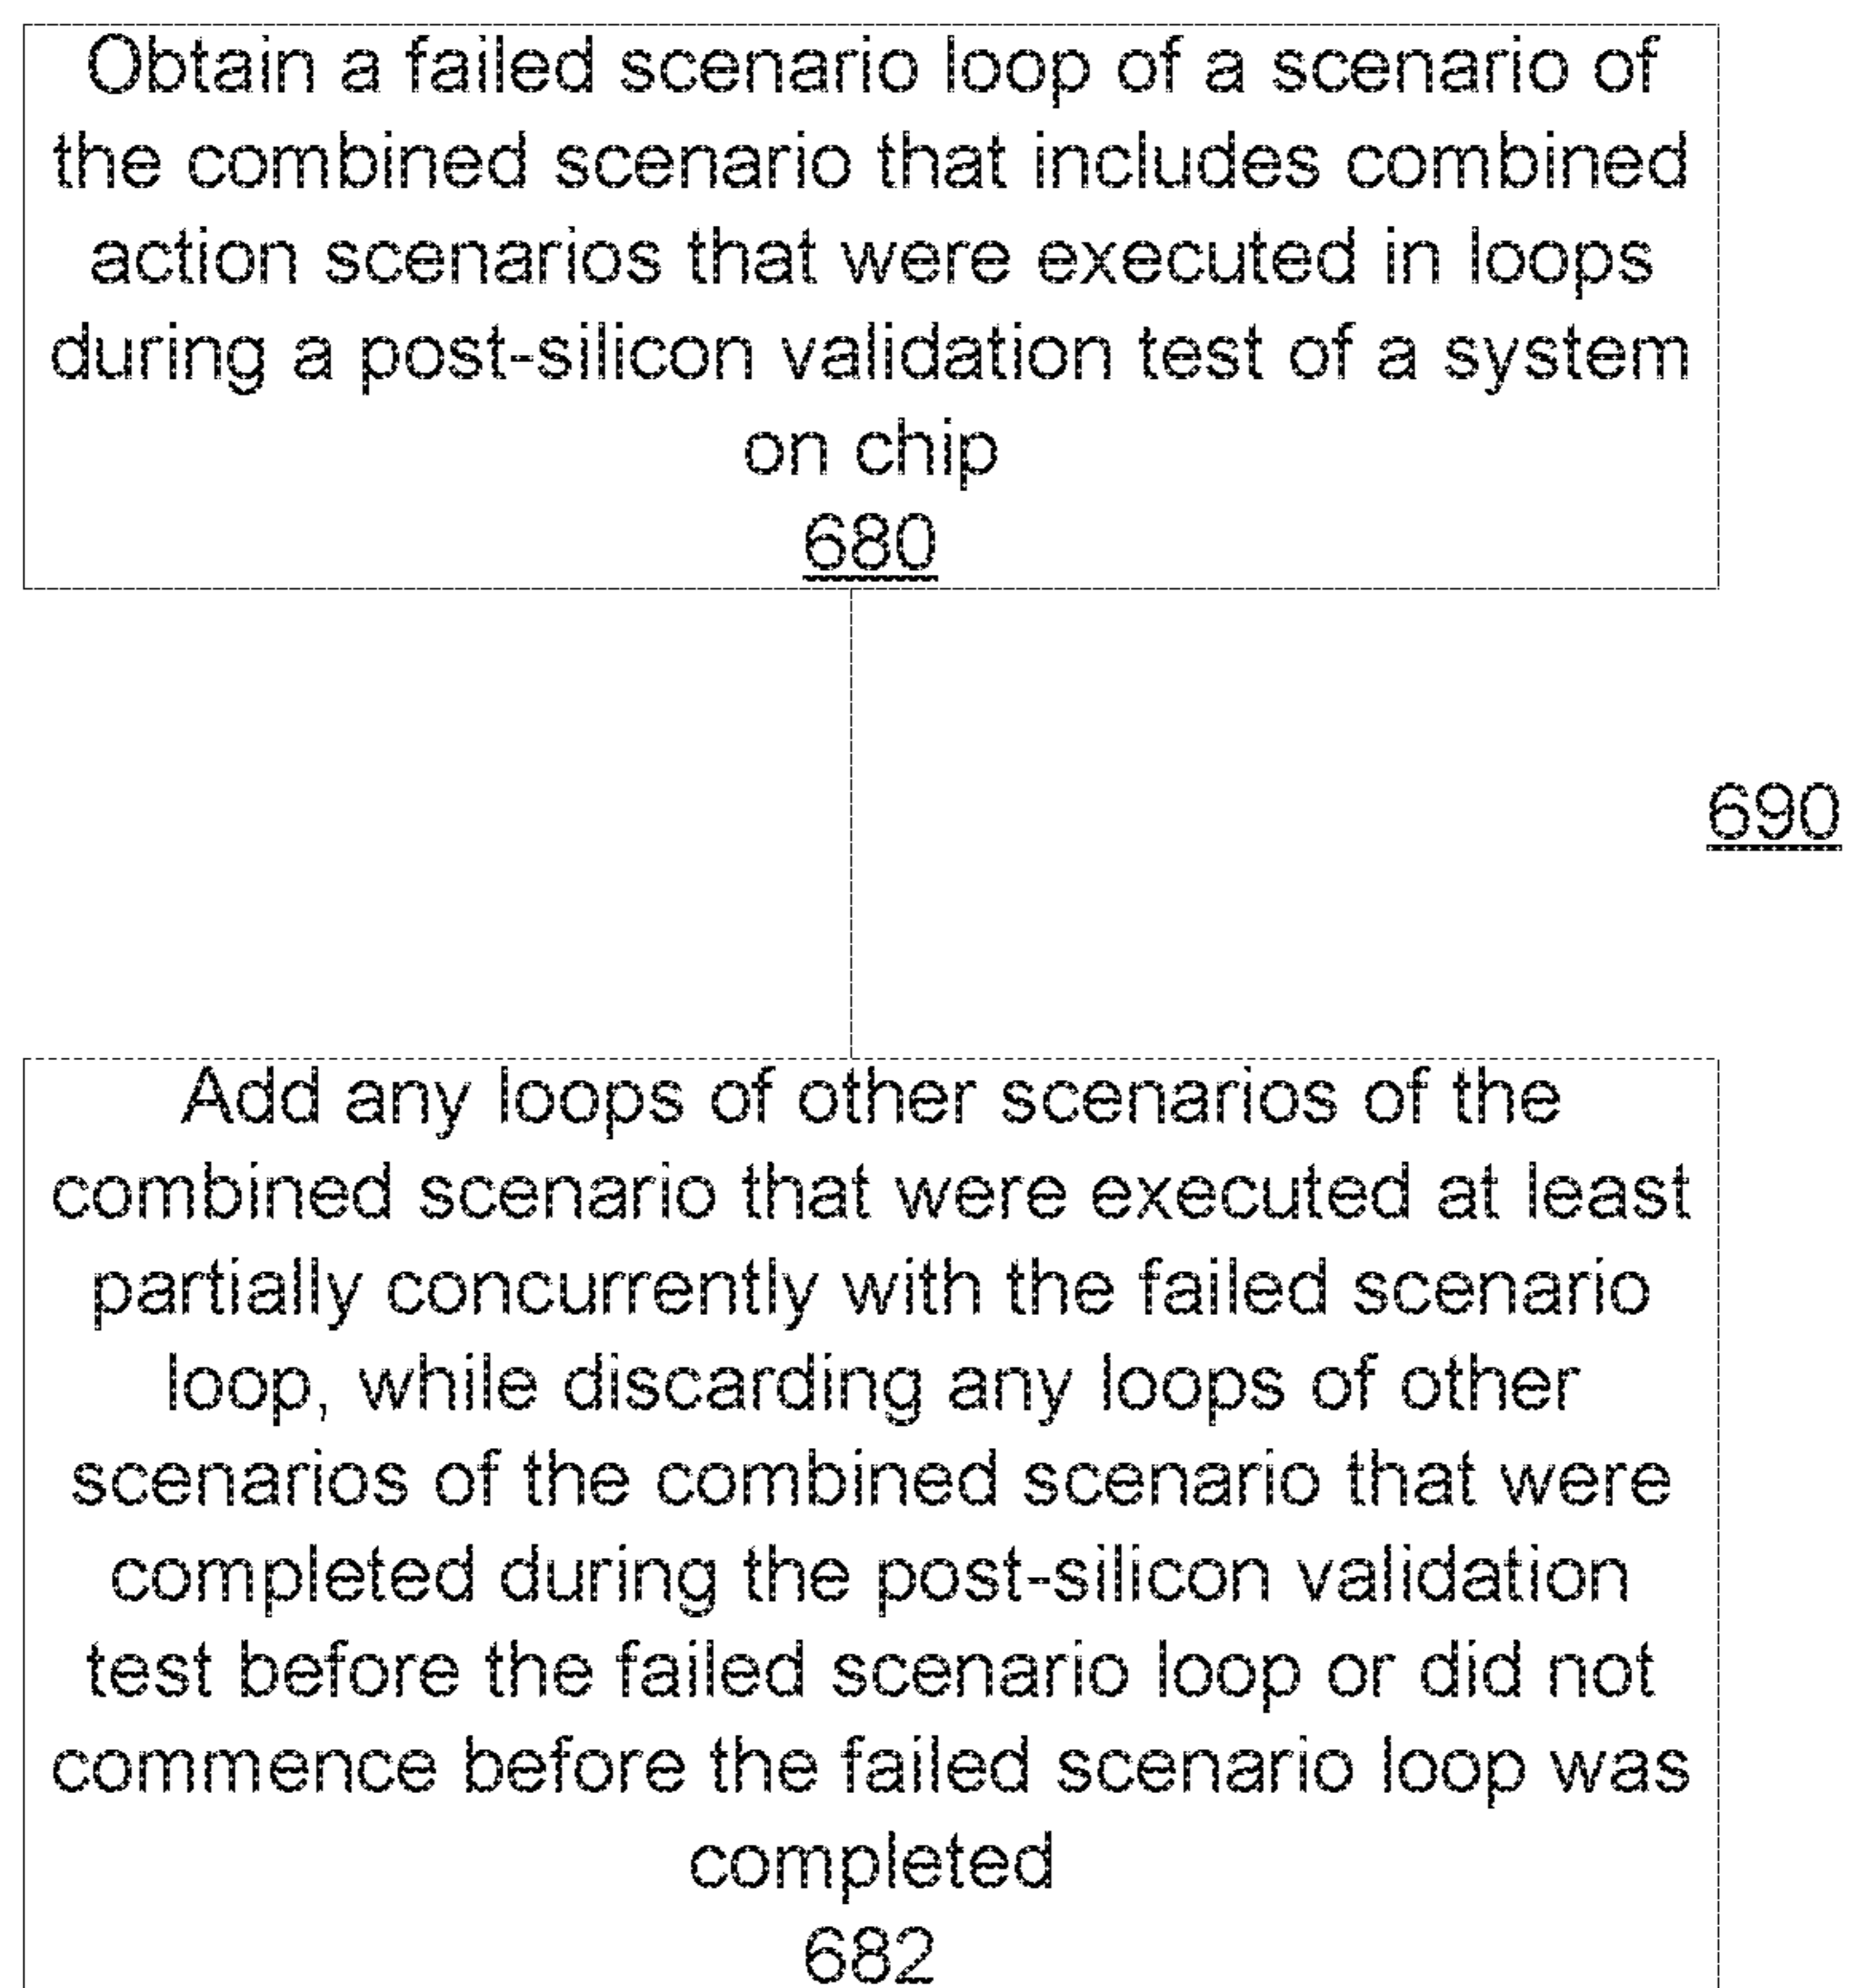 Obtain a failed scenario loop of a scenario of
the combined scenario that includes combined
action scenarios that were executed in loops
during a post-silicon validation test of a system
on chip
680
690
Add any loops of other scenarios of the
combined scenario that were executed at least
partially concurrently with the failed scenario
loop, while discarding any loops of other
scenarios of the combined scenario that were
completed during the post-silicon validation
test before the failed scenario loop or did not
commence before the failed scenario loop was
completed
682